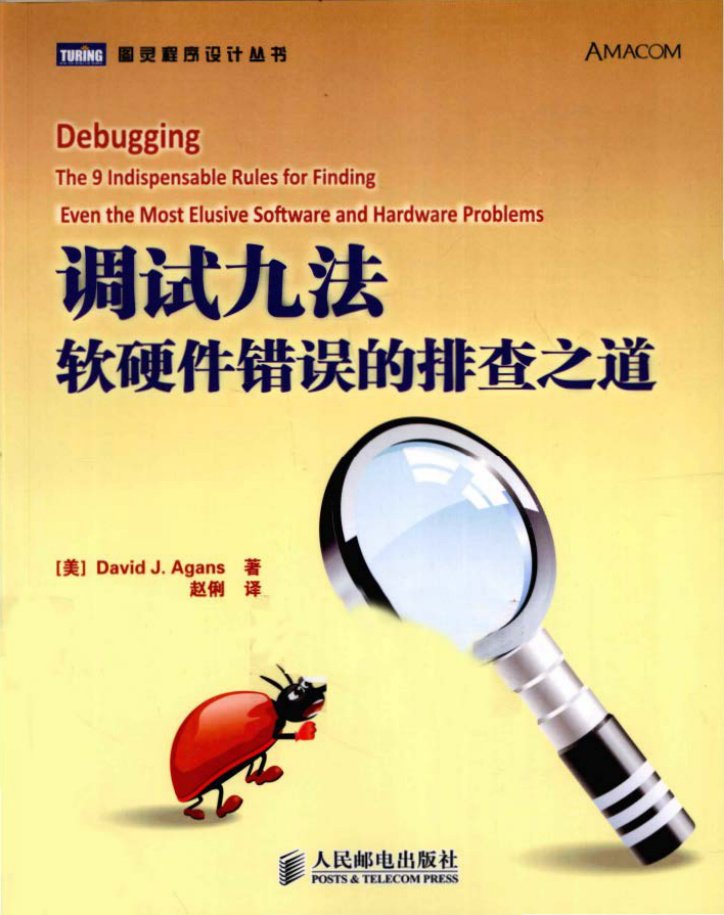 TURING 图灵程序设计丛书 AMACOM
Debugging
The 9 Indispensable Rules for Finding
Even the Most Elusive Software and Hardware Problems
调试九法
软硬件错误的排查之道
[美] David J. Agans 著
赵俐 译
人民邮电出版社
POSTS & TELECOM PRESS